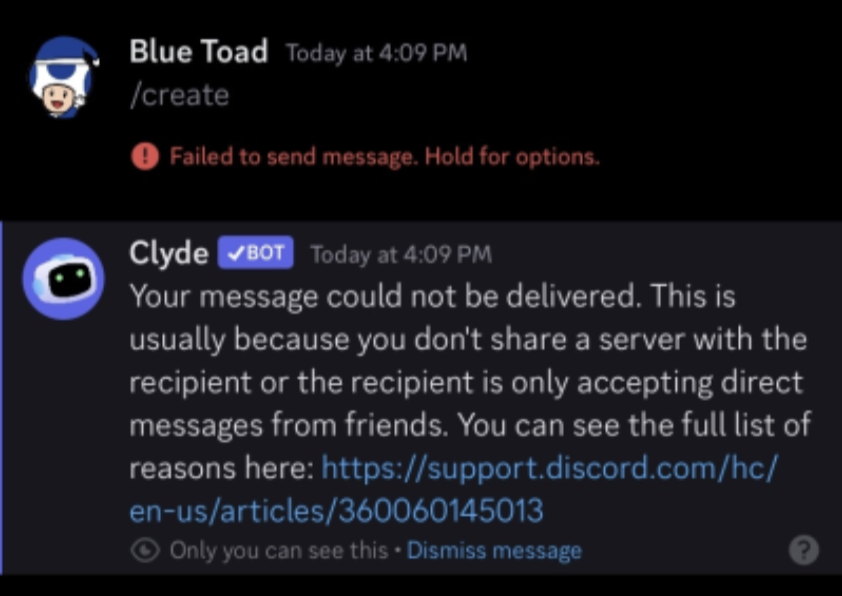 Blue Toad Today at 4:09 PM
/create
! Failed to send message. Hold for options.
Clyde ✓BOT Today at 4:09 PM
Your message could not be delivered. This is
usually because you don't share a server with the
recipient or the recipient is only accepting direct
messages from friends. You can see the full list of
reasons here: https://support.discord.com/hc/
en-us/articles/360060145013
Only you can see this • Dismiss message ?